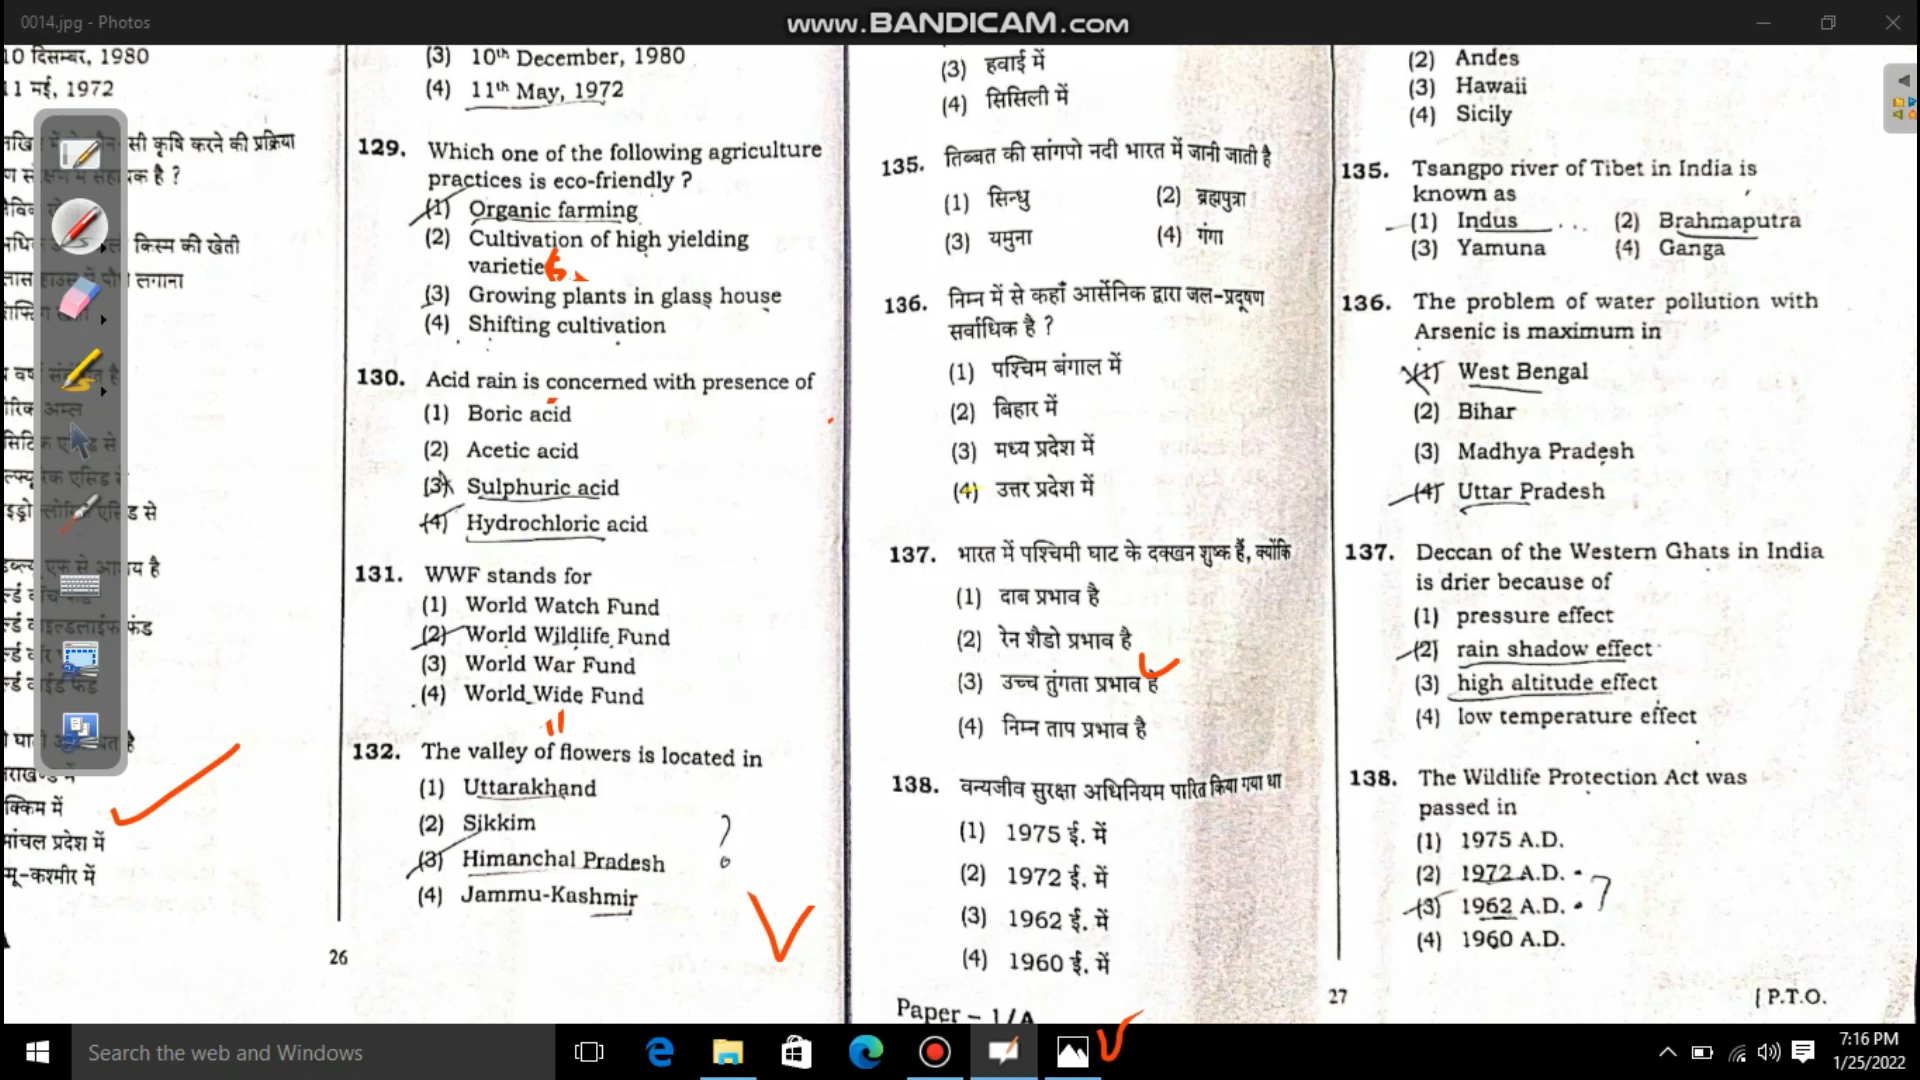 0014.jpg - Photos
www.BANDICAM.com
10 दिसम्बर, 1980
11 मई, 1972
सी कृषि करने की प्रक्रिया
है ?
किस्म की खेती
लगाना
अम्ल
से
है
फंड
में
क्किम में
प्रदेश में
मू-कश्मीर में
(3) 10th December, 1980
(4) 11th May, 1972
129. Which one of the following agriculture
practices is eco-friendly ?
(1) Organic farming
(2) Cultivation of high yielding
varietie
(3) Growing plants in glass house
(4) Shifting cultivation
130. Acid rain is concerned with presence of
(1) Boric acid
(2) Acetic acid
(3) Sulphuric acid
(4) Hydrochloric acid
131. WWF stands for
(1) World Watch Fund
(2) World Wildlife Fund
(3) World War Fund
(4) World Wide Fund
132. The valley of flowers is located in
(1) Uttarakhand
(2) Sikkim
(3) Himanchal Pradesh
(4) Jammu-Kashmir
?
26
(3) हवाई में
(4) सिसिली में
135. तिब्बत की सांगपो नदी भारत में जानी जाती है
(1) सिन्धु (2) ब्रह्मपुत्रा
(3) यमुना (4) गंगा
136. निम्न में से कहाँ आर्सेनिक द्वारा जल-प्रदूषण
सर्वाधिक है ?
(1) पश्चिम बंगाल में
(2) बिहार में
(3) मध्य प्रदेश में
(4) उत्तर प्रदेश में
137. भारत में पश्चिमी घाट के दक्खन शुष्क हैं, क्योंकि
(1) दाब प्रभाव है
(2) रेन शैडो प्रभाव है
(3) उच्च तुंगता प्रभाव है
(4) निम्न ताप प्रभाव है
138. वन्यजीव सुरक्षा अधिनियम पारित किया गया था
(1) 1975 ई. में
(2) 1972 ई. में
(3) 1962 ई. में
(4) 1960 ई. में
Paper – 1/A
(2) Andes
(3) Hawaii
(4) Sicily
135. Tsangpo river of Tibet in India is
known as
(1) Indus (2) Brahmaputra
(3) Yamuna (4) Ganga
136. The problem of water pollution with
Arsenic is maximum in
(1) West Bengal
(2) Bihar
(3) Madhya Pradesh
(4) Uttar Pradesh
137. Deccan of the Western Ghats in India
is drier because of
(1) pressure effect
(2) rain shadow effect
(3) high altitude effect
(4) low temperature effect
138. The Wildlife Protection Act was
passed in
(1) 1975 A.D.
(2) 1972 A.D.
(3) 1962 A.D.
(4) 1960 A.D.
?
27
[ P.T.O.
Search the web and Windows
7:16 PM
1/25/2022